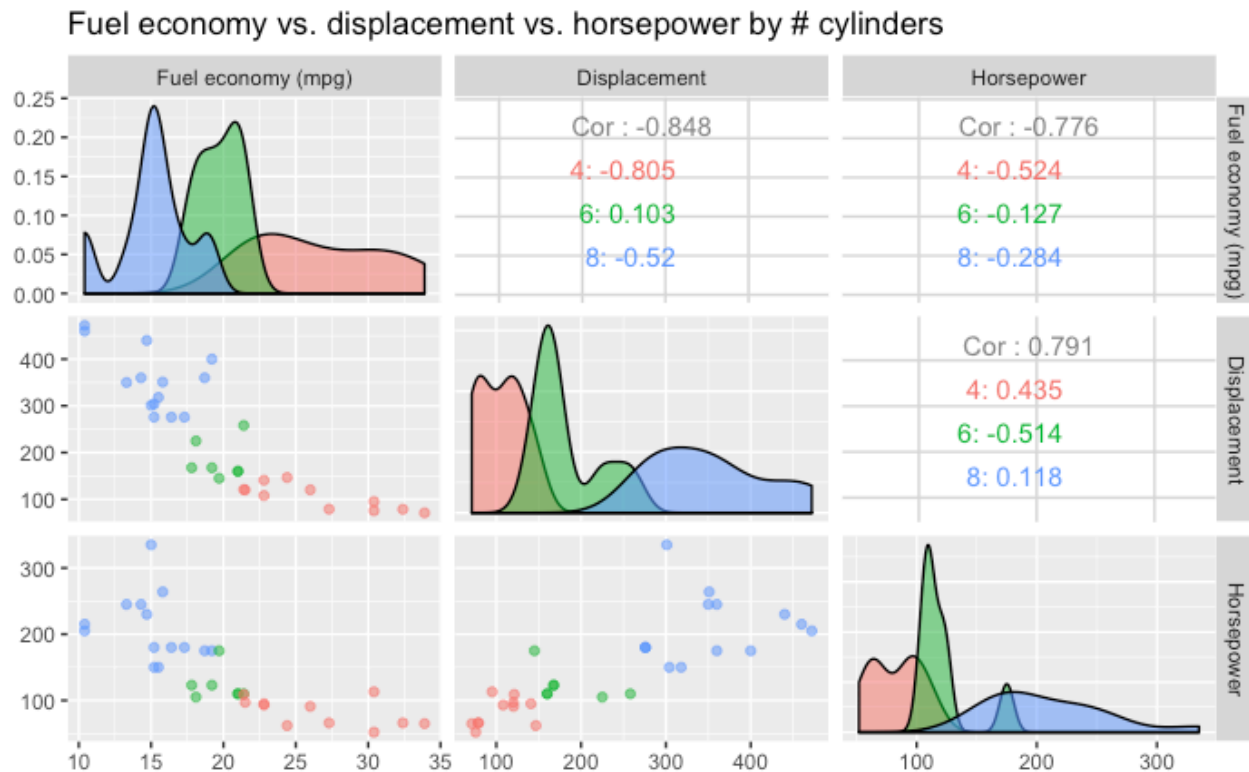 Fuel economy vs. displacement vs. horsepower by # cylinders
Fuel economy (mpg)
Displacement
Horsepower
0.25
0.20
0.15
0.10
0.05
0.00
Cor : -0.848
4: -0.805
6: 0.103
8: -0.52
Cor : -0.776
4: -0.524
6: -0.127
8: -0.284
Fuel economy (mpg)
400
300
200
100
Cor : 0.791
4: 0.435
6: -0.514
8: 0.118
Displacement
300
200
100
Horsepower
10 15 20 25 30 35
100 200 300 400
100 200 300